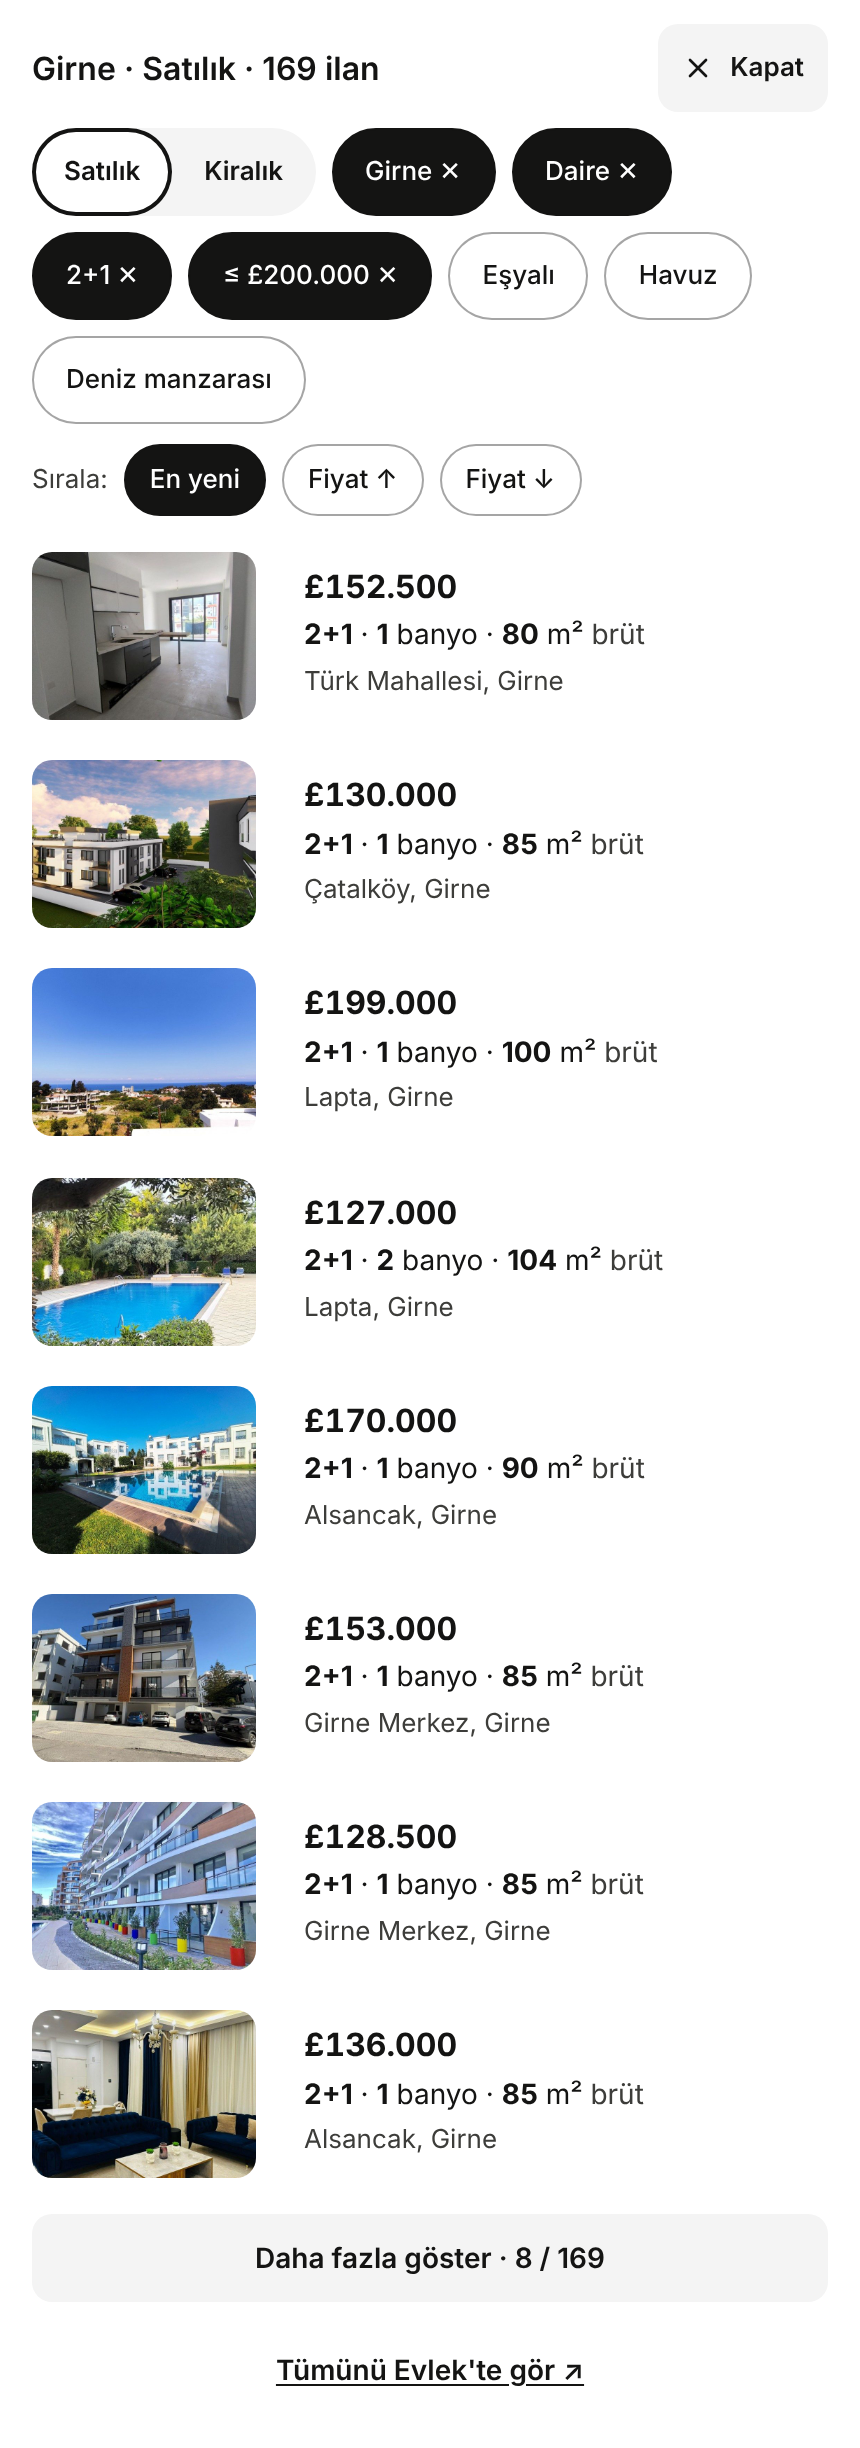 Girne · Satılık · 169 ilan
× Kapat
Satılık Kiralık Girne × Daire ×
2+1 × ≤ £200.000 × Eşyalı Havuz
Deniz manzarası
Sırala: En yeni Fiyat ↑ Fiyat ↓
£152.500
2+1 · 1 banyo · 80 m² brüt
Türk Mahallesi, Girne
£130.000
2+1 · 1 banyo · 85 m² brüt
Çatalköy, Girne
£199.000
2+1 · 1 banyo · 100 m² brüt
Lapta, Girne
£127.000
2+1 · 2 banyo · 104 m² brüt
Lapta, Girne
£170.000
2+1 · 1 banyo · 90 m² brüt
Alsancak, Girne
£153.000
2+1 · 1 banyo · 85 m² brüt
Girne Merkez, Girne
£128.500
2+1 · 1 banyo · 85 m² brüt
Girne Merkez, Girne
£136.000
2+1 · 1 banyo · 85 m² brüt
Alsancak, Girne
Daha fazla göster · 8 / 169
Tümünü Evlek'te gör ↗